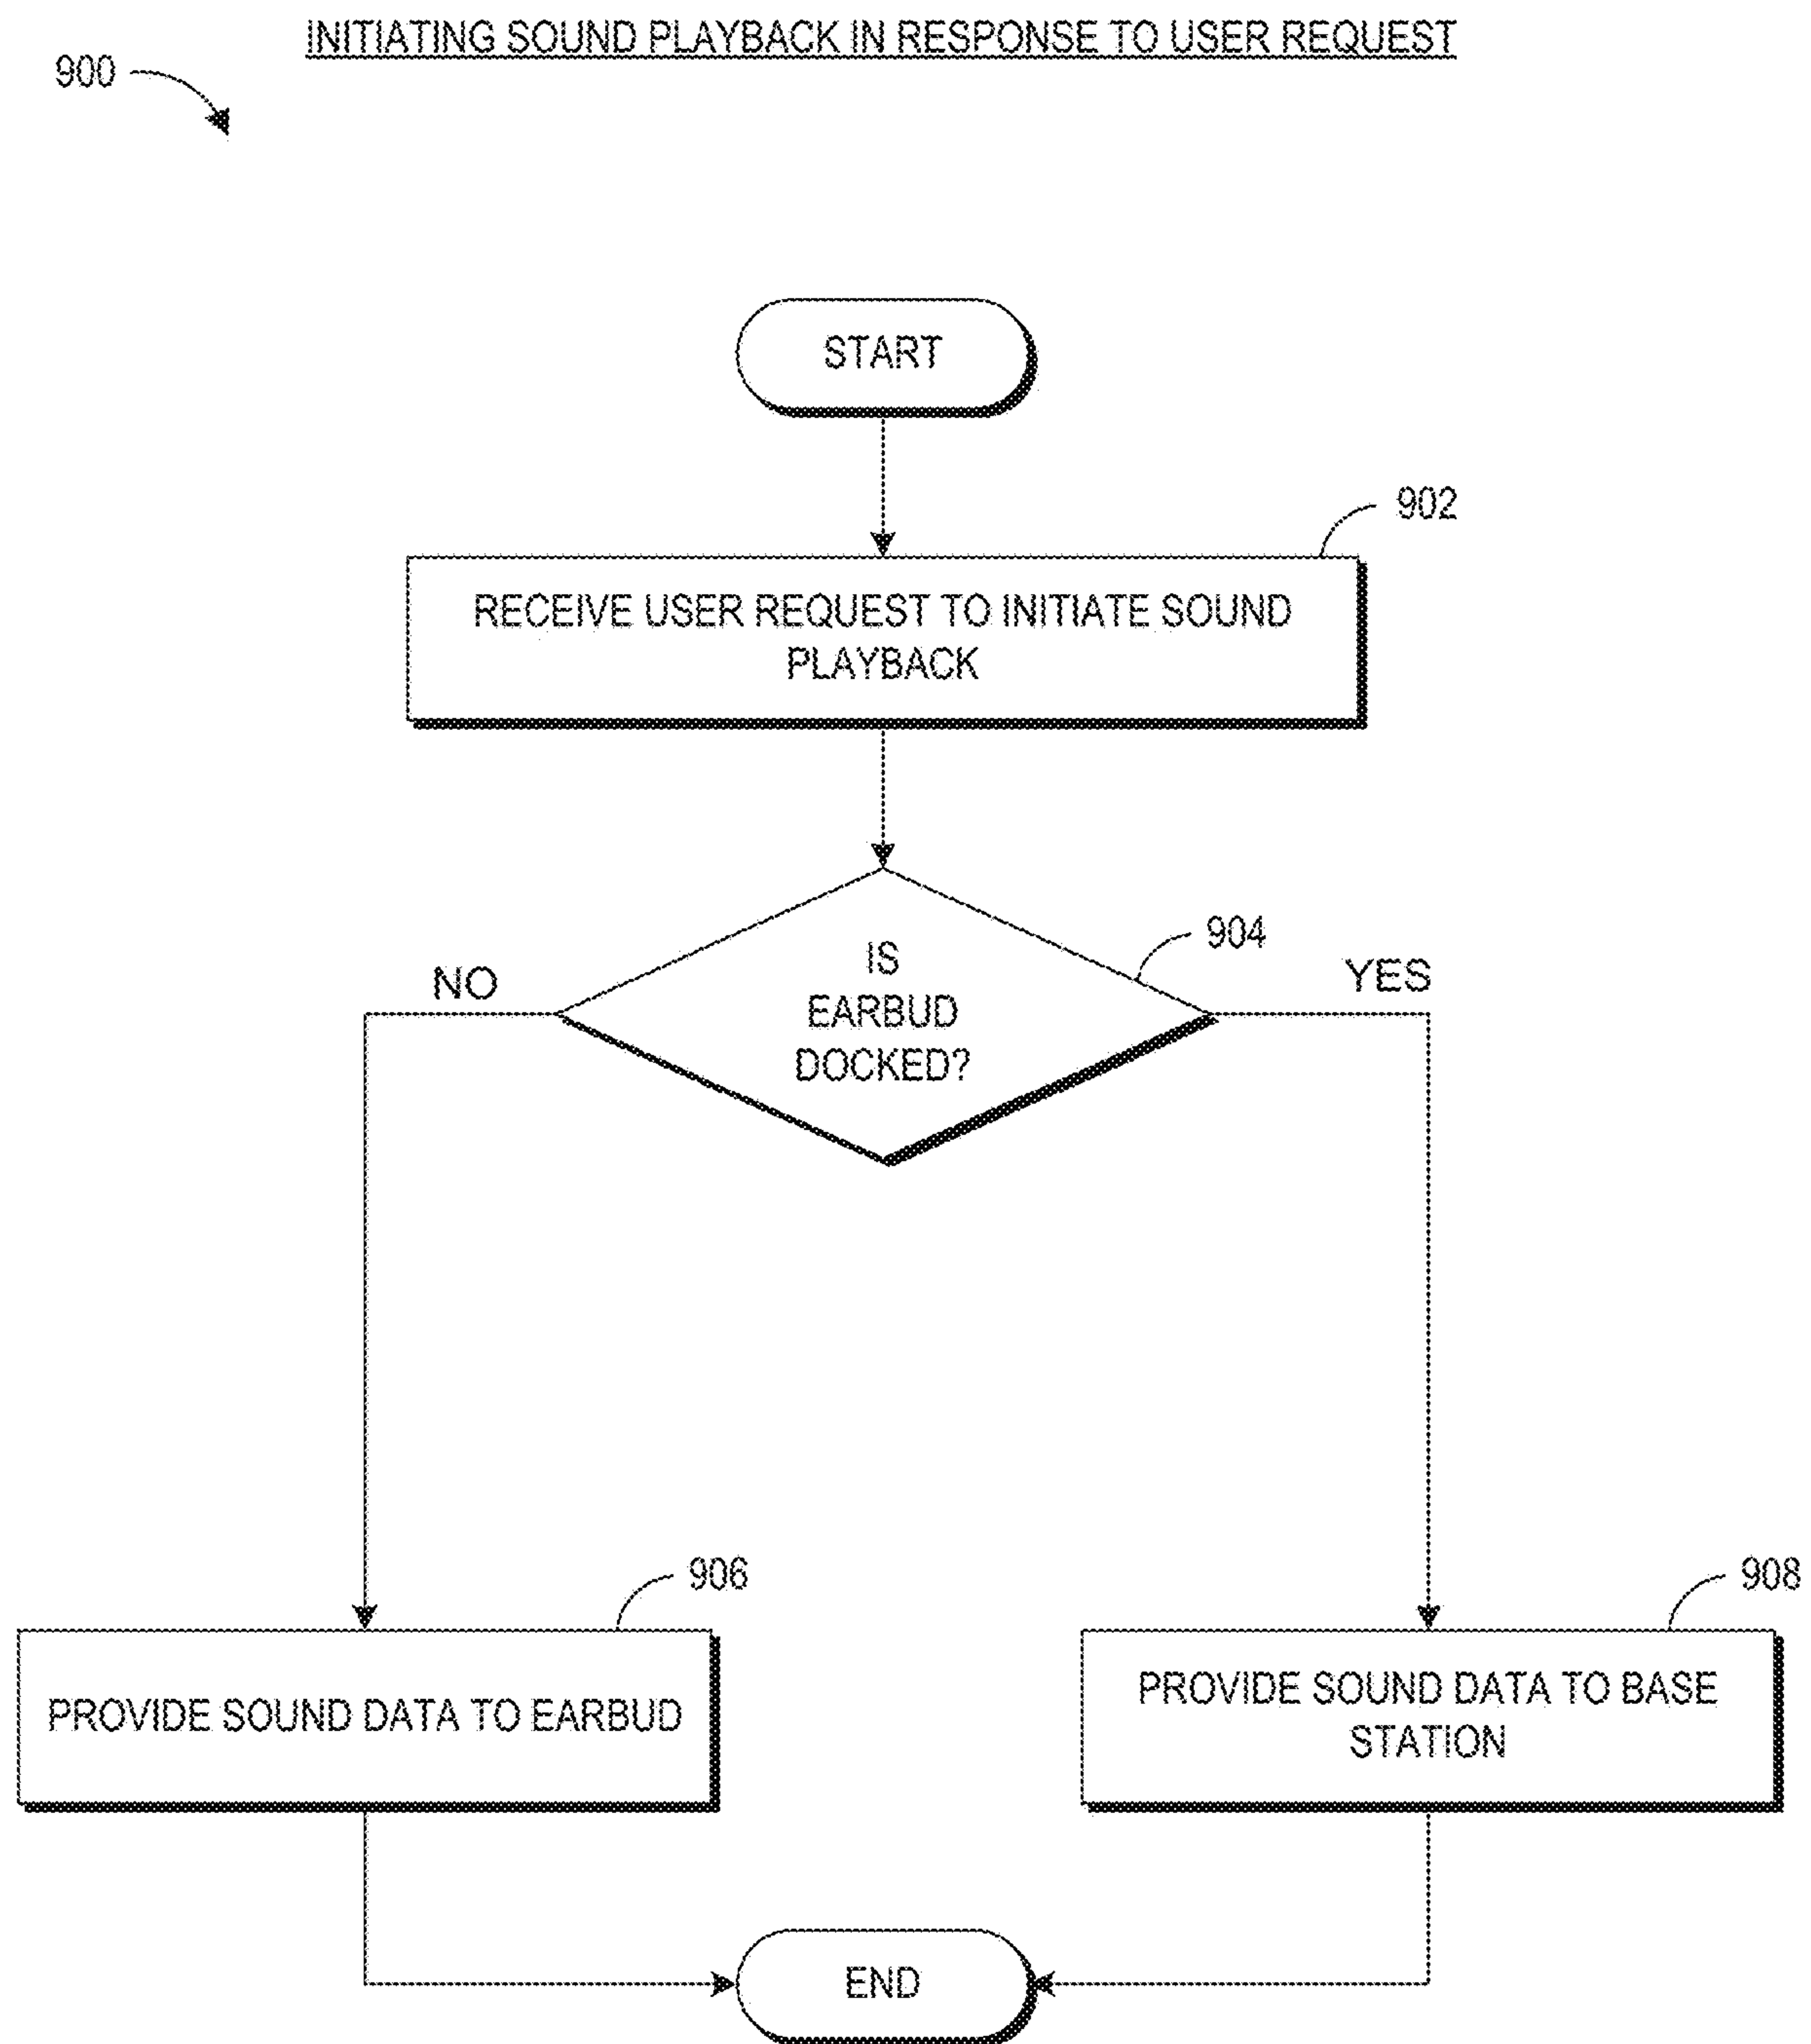 INITIATING SOUND PLAYBACK IN RESPONSE TO USER REQUEST
900
START
902
RECEIVE USER REQUEST TO INITIATE SOUND
PLAYBACK
904
IS
EARBUD
DOCKED?
NO
YES
906
PROVIDE SOUND DATA TO EARBUD
908
PROVIDE SOUND DATA TO BASE
STATION
END